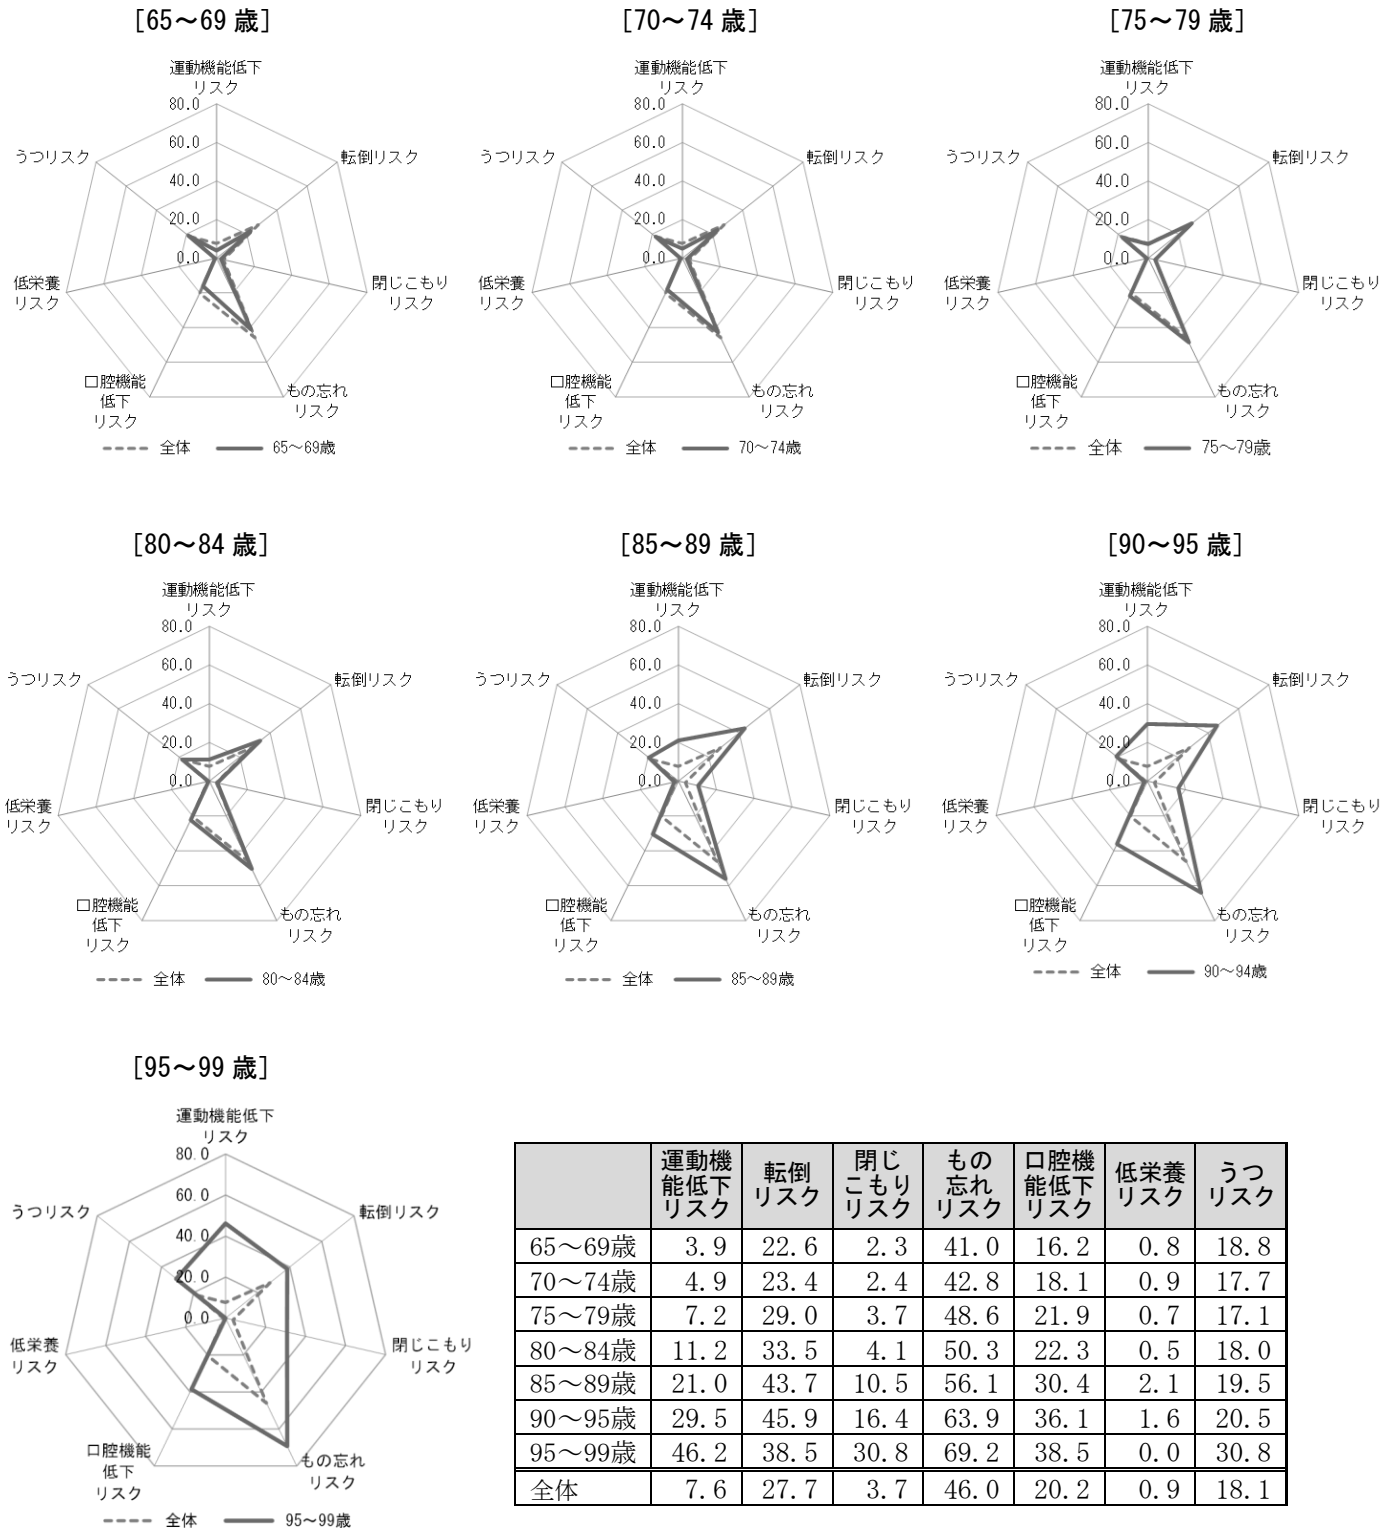 [65～69 歳]
運動機能低下
リスク
80.0
60.0
40.0
20.0
0.0
転倒リスク
閉じこもり
リスク
もの忘れ
リスク
口腔機能
低下
リスク
低栄養
リスク
うつリスク
全体
65～69歳
[70～74 歳]
運動機能低下
リスク
80.0
60.0
40.0
20.0
0.0
転倒リスク
閉じこもり
リスク
もの忘れ
リスク
口腔機能
低下
リスク
低栄養
リスク
うつリスク
全体
70～74歳
[75～79 歳]
運動機能低下
リスク
80.0
60.0
40.0
20.0
0.0
転倒リスク
閉じこもり
リスク
もの忘れ
リスク
口腔機能
低下
リスク
低栄養
リスク
うつリスク
全体
75～79歳
[80～84 歳]
運動機能低下
リスク
80.0
60.0
40.0
20.0
0.0
転倒リスク
閉じこもり
リスク
もの忘れ
リスク
口腔機能
低下
リスク
低栄養
リスク
うつリスク
全体
80～84歳
[85～89 歳]
運動機能低下
リスク
80.0
60.0
40.0
20.0
0.0
転倒リスク
閉じこもり
リスク
もの忘れ
リスク
口腔機能
低下
リスク
低栄養
リスク
うつリスク
全体
85～89歳
[90～95 歳]
運動機能低下
リスク
80.0
60.0
40.0
20.0
0.0
転倒リスク
閉じこもり
リスク
もの忘れ
リスク
口腔機能
低下
リスク
低栄養
リスク
うつリスク
全体
90～94歳
[95～99 歳]
運動機能低下
リスク
80.0
60.0
40.0
20.0
0.0
転倒リスク
閉じこもり
リスク
もの忘れ
リスク
口腔機能
低下
リスク
低栄養
リスク
うつリスク
全体
95～99歳
運動機
能低下
リスク
転倒
リスク
閉じ
こもり
リスク
もの
忘れ
リスク
口腔機
能低下
リスク
低栄養
リスク
うつ
リスク
65～69歳 3.9 22.6 2.3 41.0 16.2 0.8 18.8
70～74歳 4.9 23.4 2.4 42.8 18.1 0.9 17.7
75～79歳 7.2 29.0 3.7 48.6 21.9 0.7 17.1
80～84歳 11.2 33.5 4.1 50.3 22.3 0.5 18.0
85～89歳 21.0 43.7 10.5 56.1 30.4 2.1 19.5
90～95歳 29.5 45.9 16.4 63.9 36.1 1.6 20.5
95～99歳 46.2 38.5 30.8 69.2 38.5 0.0 30.8
全体 7.6 27.7 3.7 46.0 20.2 0.9 18.1